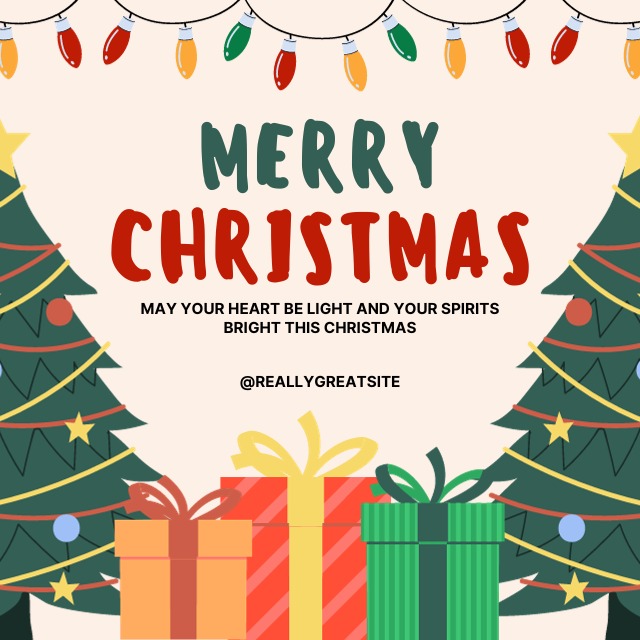 MERRY
CHRISTMAS
MAY YOUR HEART BE LIGHT AND YOUR SPIRITS
BRIGHT THIS CHRISTMAS
@REALLYGREATSITE